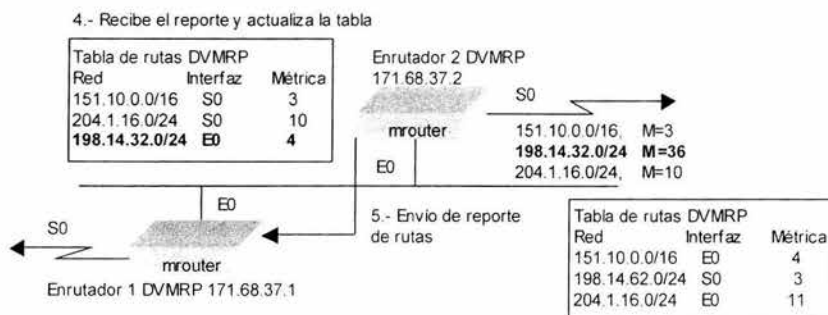 4.- Recibe el reporte y actualiza la tabla
Tabla de rutas DVMRP
Red Interfaz Métrica
151.10.0.0/16 S0 3
204.1.16.0/24 S0 10
198.14.32.0/24 E0 4
Enrutador 2 DVMRP
171.68.37.2
mrouter
S0
151.10.0.0/16, M=3
198.14.32.0/24 M=36
204.1.16.0/24, M=10
E0
E0
S0
mrouter
Enrutador 1 DVMRP 171.68.37.1
5.- Envío de reporte
de rutas
Tabla de rutas DVMRP
Red Interfaz Métrica
151.10.0.0/16 E0 4
198.14.62.0/24 S0 3
204.1.16.0/24 E0 11